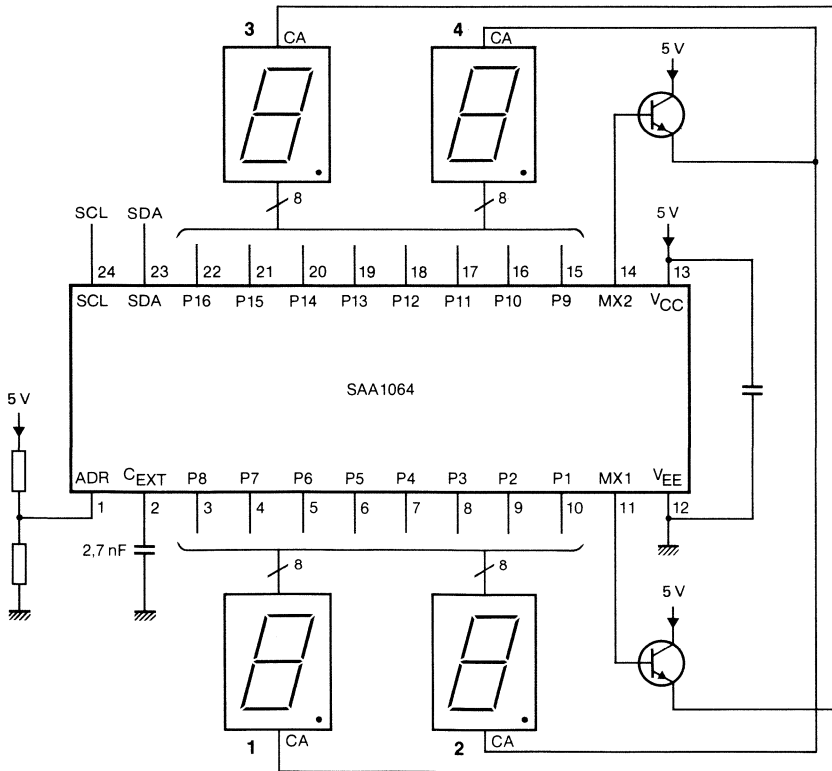 3 CA 4 CA
5 V
8 8
SCL SDA 5 V
24 23 22 21 20 19 18 17 16 15 14 13
SCL SDA P16 P15 P14 P13 P12 P11 P10 P9 MX2 VCC
SAA1064
5 V
ADR CEXT P8 P7 P6 P5 P4 P3 P2 P1 MX1 VEE
1 2 3 4 5 6 7 8 9 10 11 12
2,7 nF 8 8
5 V
1 CA 2 CA